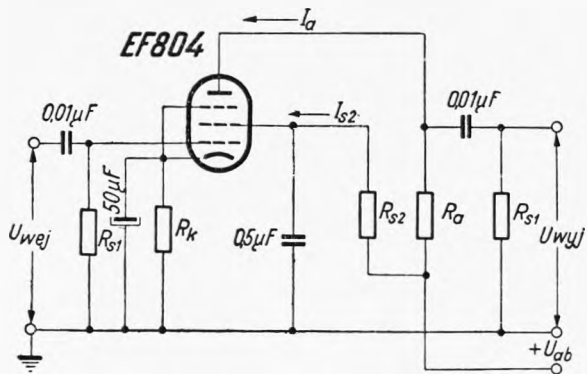 EF804
Iₐ
0,01µF
Iₛ₂
0,01µF
Uwej
Rₛ₁
50µF
Rₖ
0,5µF
Rₛ₂
Rₐ
Rₛ₁
Uwyj
+Uₐb